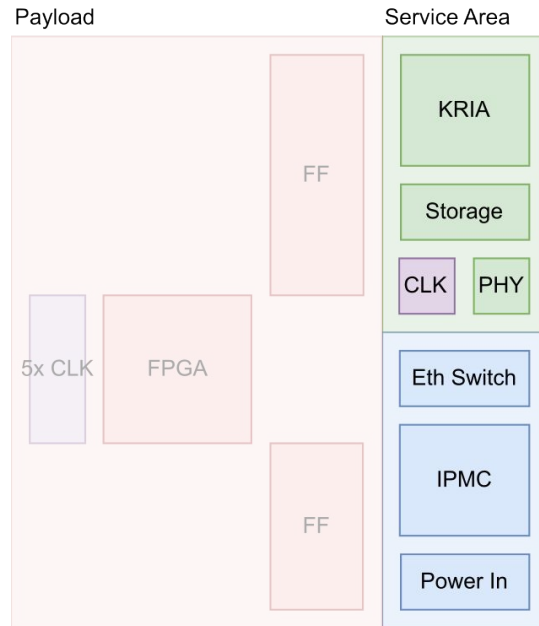 Payload
Service Area
KRIA
FF
Storage
CLK
PHY
5x CLK
FPGA
Eth Switch
IPMC
FF
Power In